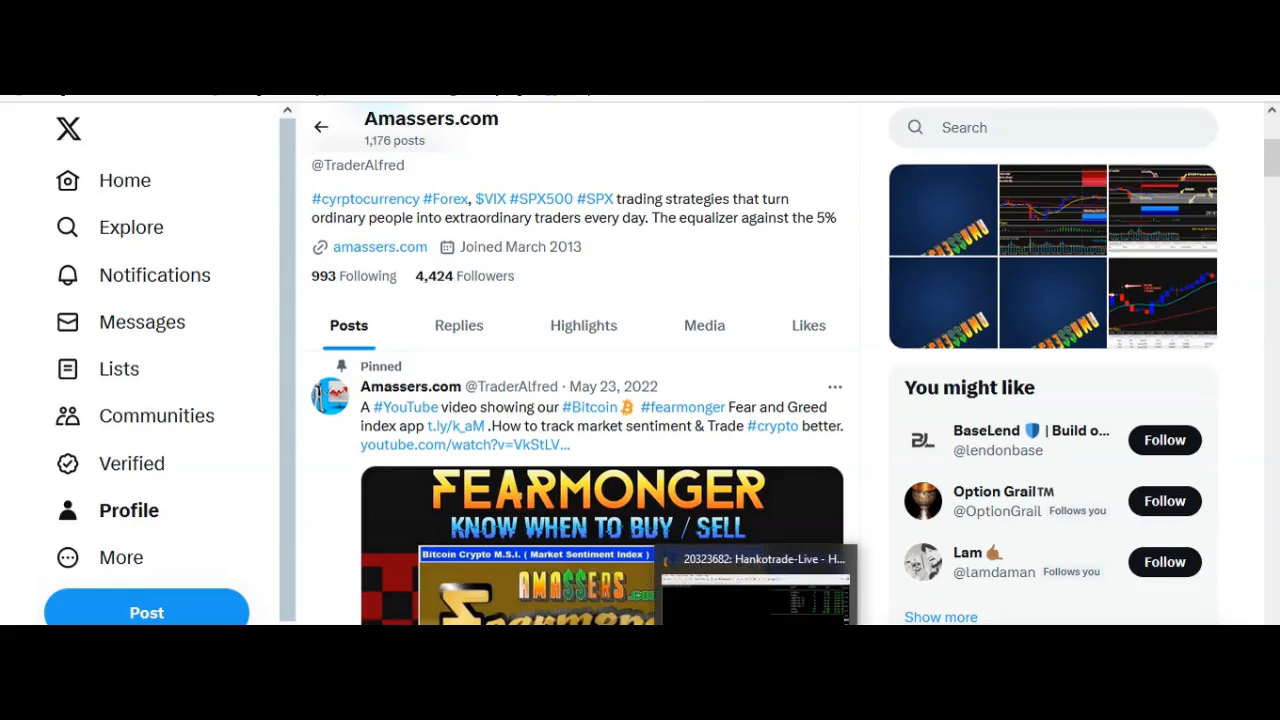 Amassers.com
1,176 posts
@TraderAlfred
#cyrptocurrency #Forex, $VIX #SPX500 #SPX trading strategies that turn
ordinary people into extraordinary traders every day. The equalizer against the 5%
amassers.com Joined March 2013
993 Following 4,424 Followers
Posts Replies Highlights Media Likes
Pinned
Amassers.com @TraderAlfred · May 23, 2022
A #YouTube video showing our #Bitcoin #fearmonger Fear and Greed
index app t.ly/k_aM .How to track market sentiment & Trade #crypto better.
youtube.com/watch?v=VkStLV...
FEARMONGER
KNOW WHEN TO BUY / SELL
Bitcoin Crypto M.S.I. ( Market Sentiment Index )
AMA$$ERS.
20323682: Hankotrade-Live - H...
Home
Explore
Notifications
Messages
Lists
Communities
Verified
Profile
More
Post
Search
You might like
BaseLend | Build o...
@lendonbase
Follow
Option Grail™
@OptionGrail Follows you
Follow
Lam
@lamdaman Follows you
Follow
Show more